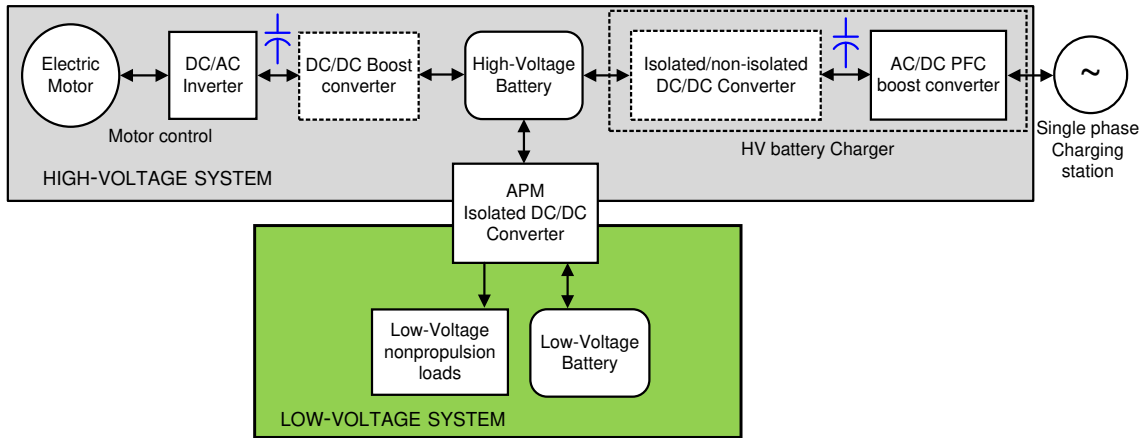 Electric
Motor
DC/AC
Inverter
DC/DC Boost
converter
High-Voltage
Battery
Isolated/non-isolated
DC/DC Converter
AC/DC PFC
boost converter
~
Motor control
HV battery Charger
Single phase
Charging
station
HIGH-VOLTAGE SYSTEM
APM
Isolated DC/DC
Converter
Low-Voltage
nonpropulsion
loads
Low-Voltage
Battery
LOW-VOLTAGE SYSTEM